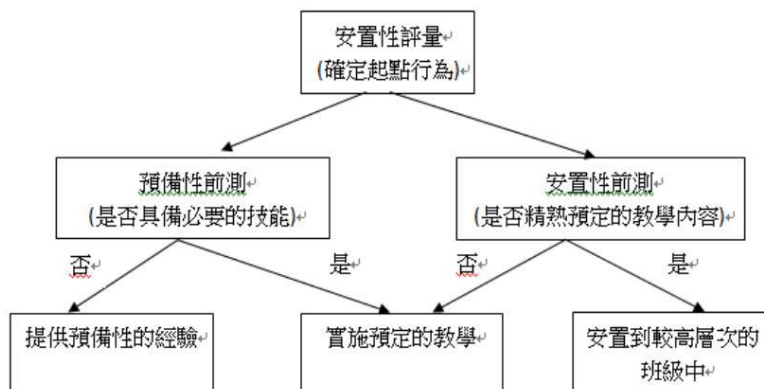 安置性評量
(確定起點行為)
預備性前測
(是否具備必要的技能)
安置性前測
(是否精熟預定的教學內容)
否
是
否
是
提供預備性的經驗
實施預定的教學
安置到較高層次的
班級中